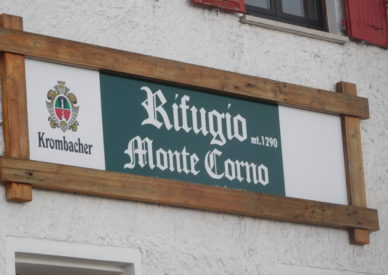 Krombacher
Rifugio
mt.1290
Monte Corno